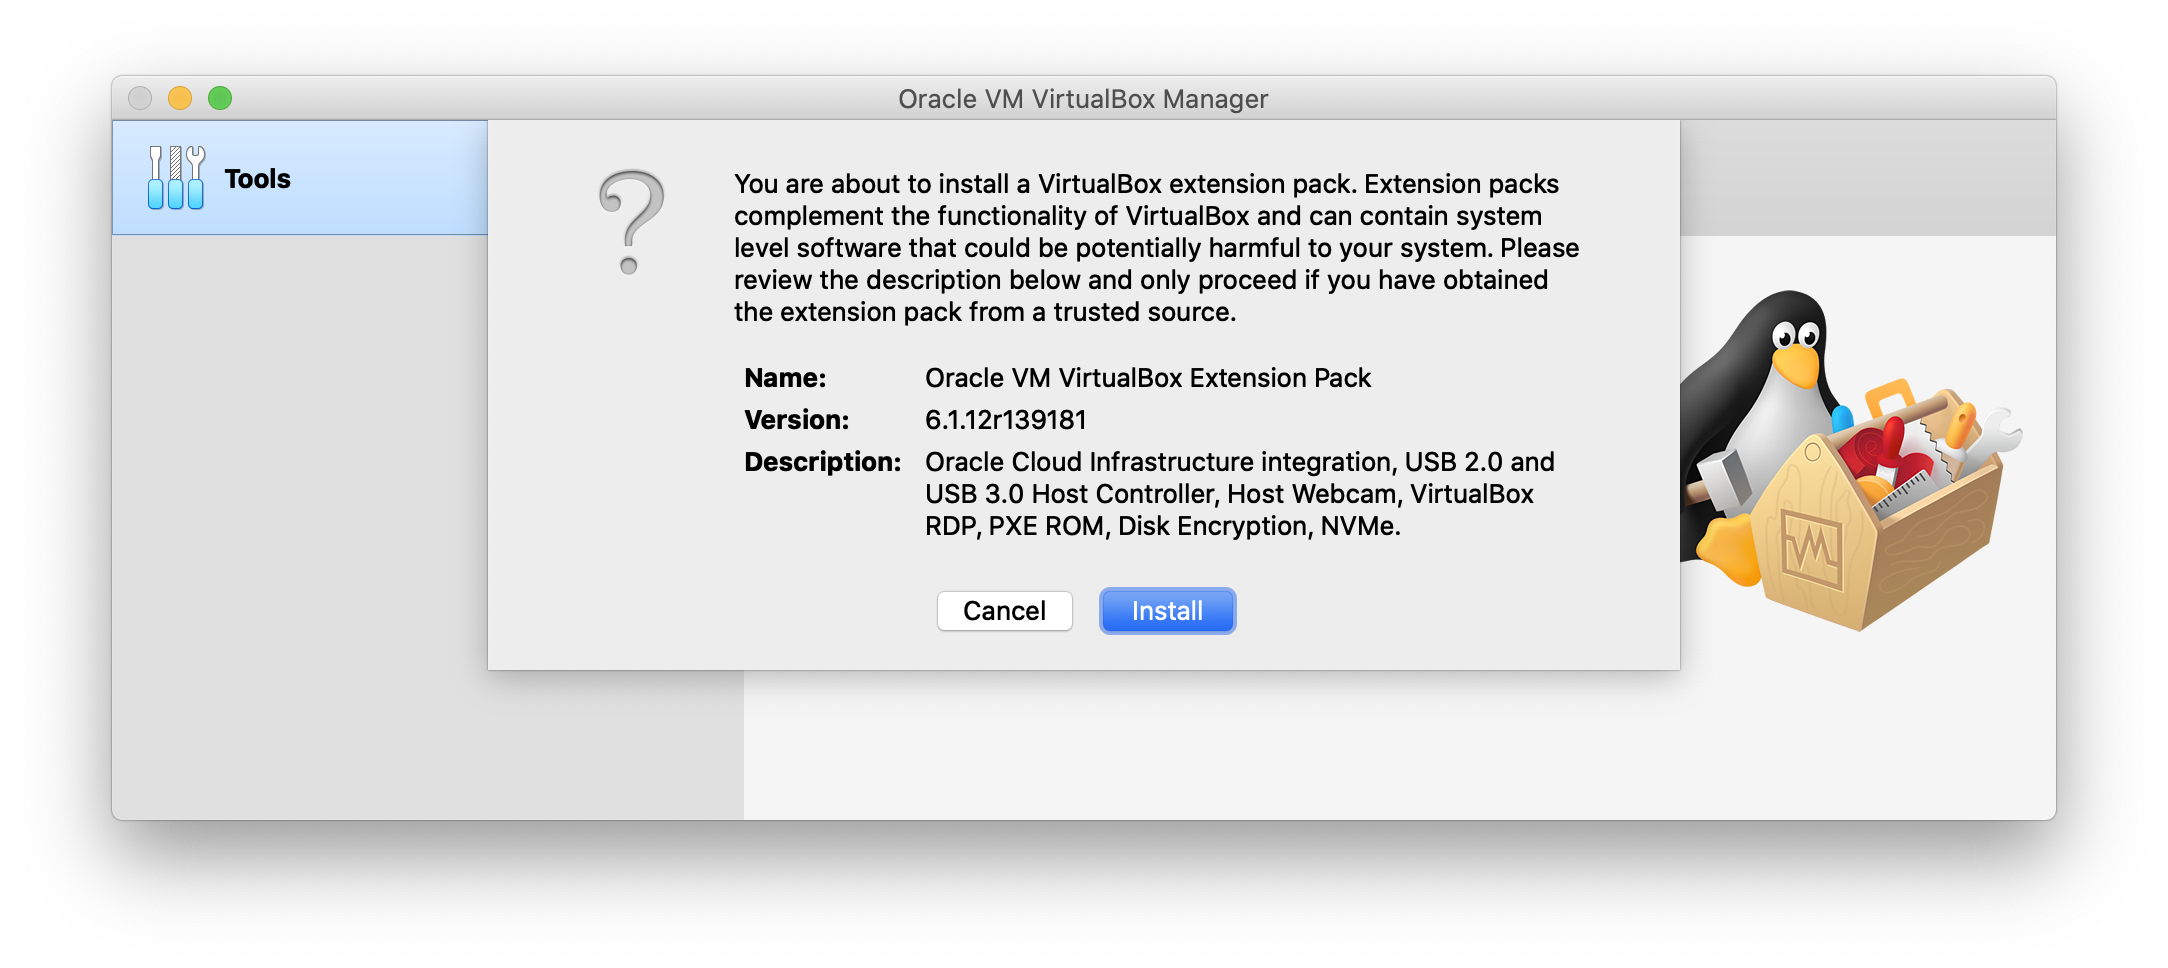 Oracle VM VirtualBox Manager
Tools
You are about to install a VirtualBox extension pack. Extension packs
complement the functionality of VirtualBox and can contain system
level software that could be potentially harmful to your system. Please
review the description below and only proceed if you have obtained
the extension pack from a trusted source.
Name: Oracle VM VirtualBox Extension Pack
Version: 6.1.12r139181
Description: Oracle Cloud Infrastructure integration, USB 2.0 and
USB 3.0 Host Controller, Host Webcam, VirtualBox
RDP, PXE ROM, Disk Encryption, NVMe.
Cancel Install